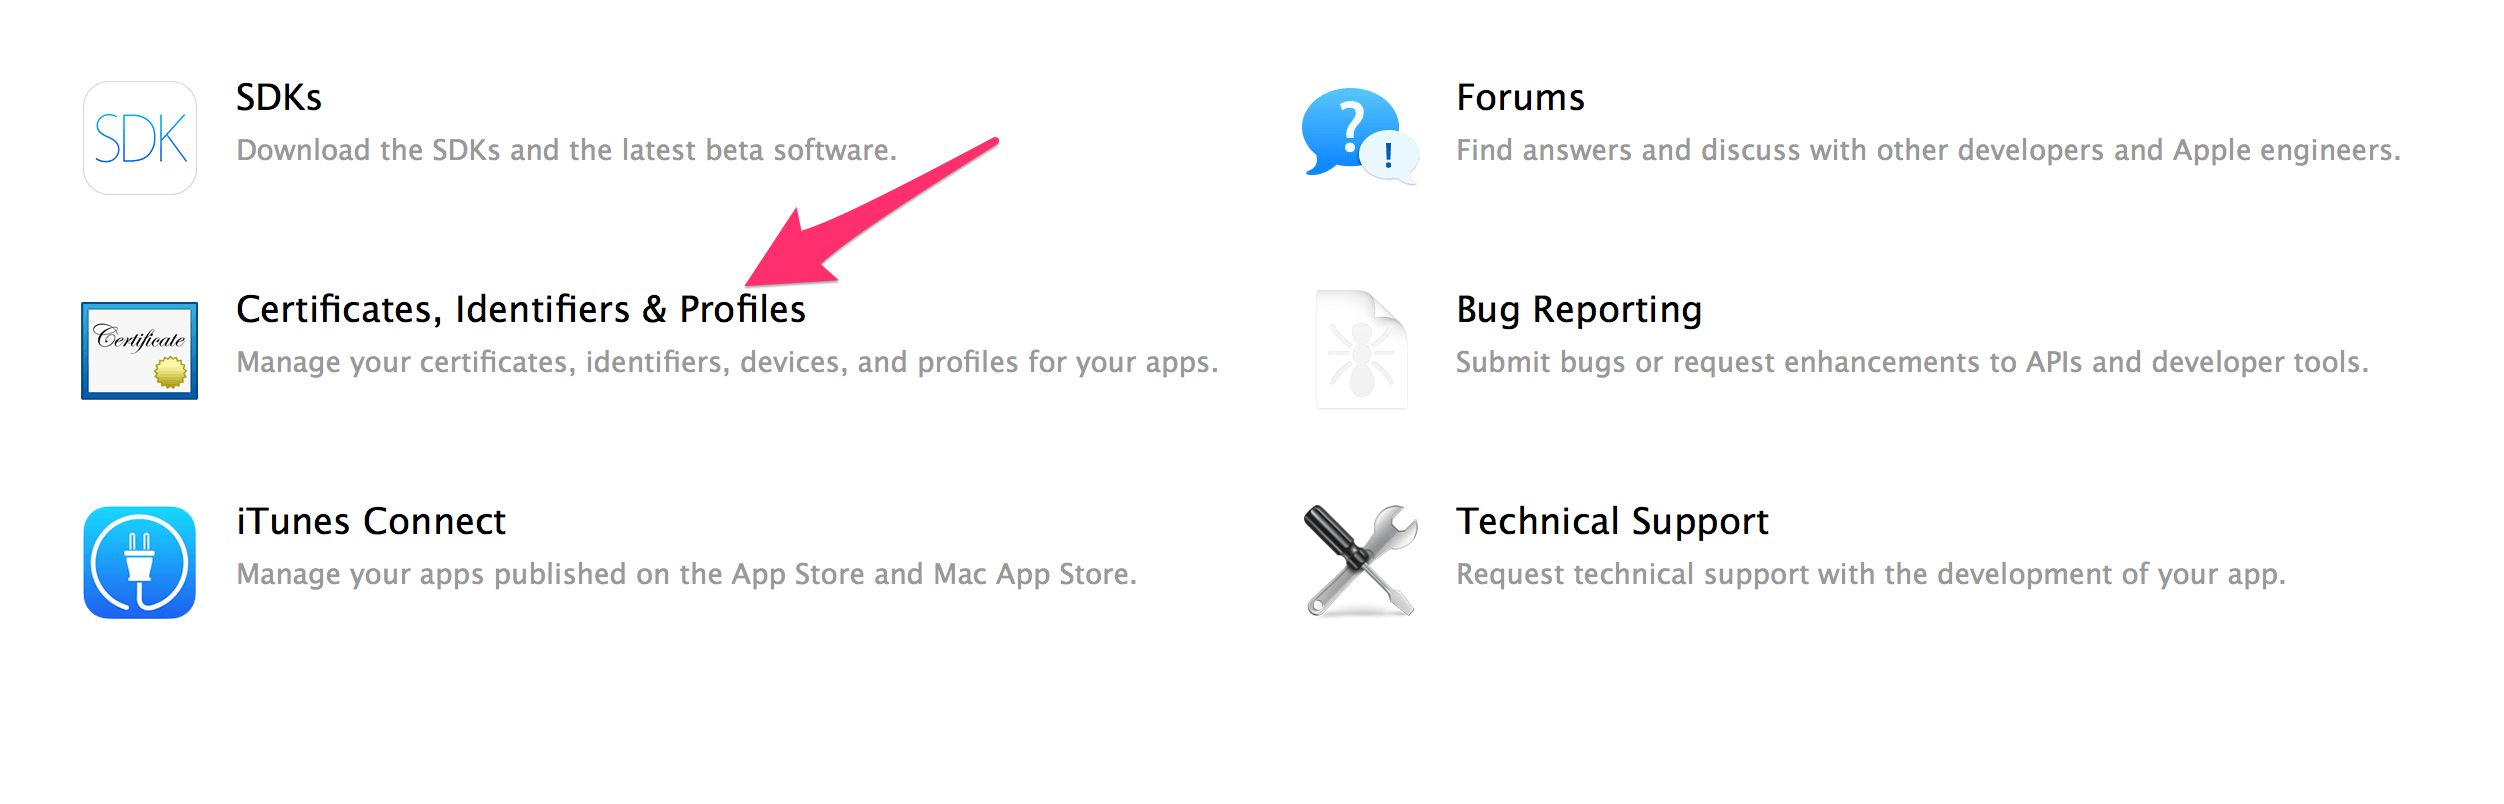 SDK
SDKs
Download the SDKs and the latest beta software.
?
!
Forums
Find answers and discuss with other developers and Apple engineers.
Certificate
Certificates, Identifiers & Profiles
Manage your certificates, identifiers, devices, and profiles for your apps.
Bug Reporting
Submit bugs or request enhancements to APIs and developer tools.
iTunes Connect
Manage your apps published on the App Store and Mac App Store.
Technical Support
Request technical support with the development of your app.